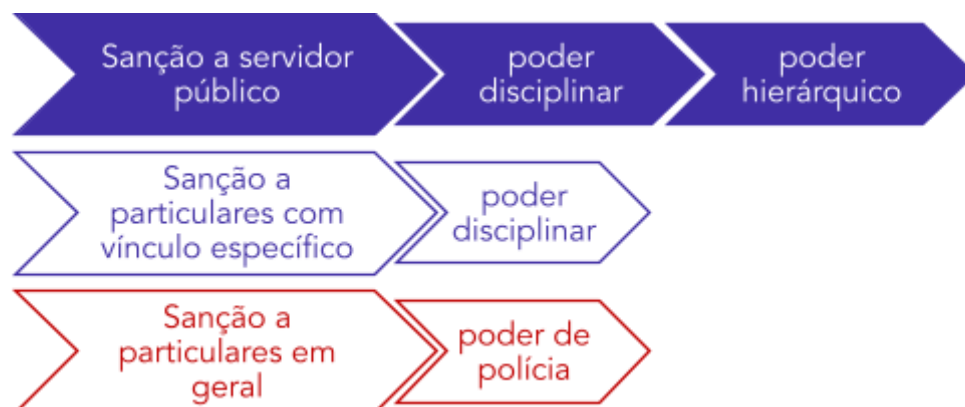 Sanção a servidor
público
poder
disciplinar
poder
hierárquico
Sanção a
particulares com
vínculo específico
poder
disciplinar
Sanção a
particulares em
geral
poder de
polícia